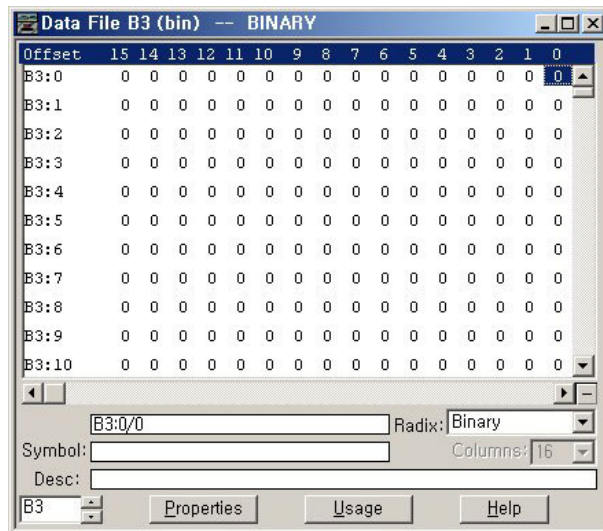 Data File B3 (bin) -- BINARY
Offset 15 14 13 12 11 10 9 8 7 6 5 4 3 2 1 0
B3:0 0 0 0 0 0 0 0 0 0 0 0 0 0 0 0 0
B3:1 0 0 0 0 0 0 0 0 0 0 0 0 0 0 0 0
B3:2 0 0 0 0 0 0 0 0 0 0 0 0 0 0 0 0
B3:3 0 0 0 0 0 0 0 0 0 0 0 0 0 0 0 0
B3:4 0 0 0 0 0 0 0 0 0 0 0 0 0 0 0 0
B3:5 0 0 0 0 0 0 0 0 0 0 0 0 0 0 0 0
B3:6 0 0 0 0 0 0 0 0 0 0 0 0 0 0 0 0
B3:7 0 0 0 0 0 0 0 0 0 0 0 0 0 0 0 0
B3:8 0 0 0 0 0 0 0 0 0 0 0 0 0 0 0 0
B3:9 0 0 0 0 0 0 0 0 0 0 0 0 0 0 0 0
B3:10 0 0 0 0 0 0 0 0 0 0 0 0 0 0 0 0
B3:0/0 Radix: Binary
Symbol: Columns: 16
Desc:
B3 Properties Usage Help